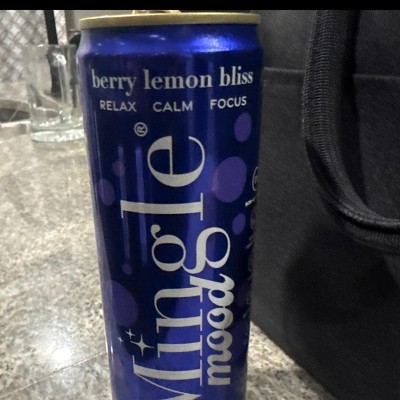 berry lemon bliss
RELAX CALM FOCUS
Mingle®
mood